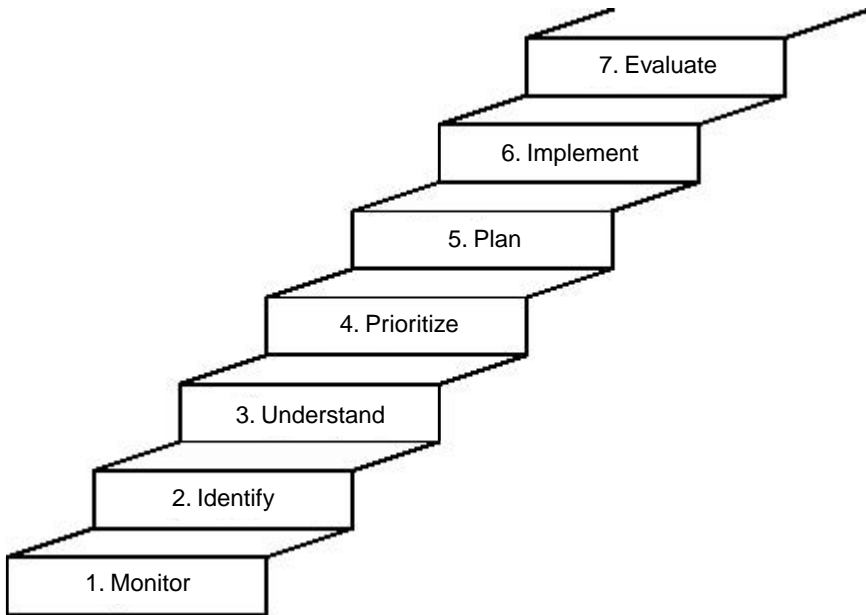 7. Evaluate
6. Implement
5. Plan
4. Prioritize
3. Understand
2. Identify
1. Monitor